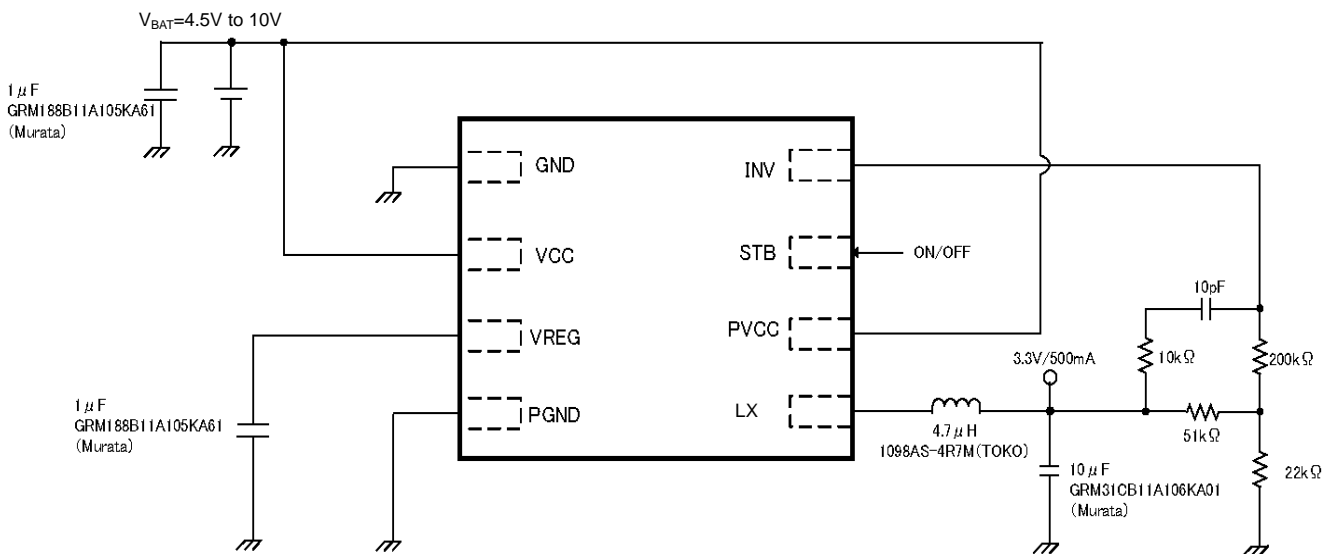 VBAT=4.5V to 10V
1μF
GRM188B11A105KA61
(Murata)
GND
VCC
VREG
PGND
INV
STB
PVCC
LX
ON/OFF
1μF
GRM188B11A105KA61
(Murata)
3.3V/500mA
4.7μH
1098AS-4R7M(TOKO)
10μF
GRM31CB11A106KA01
(Murata)
10pF
10kΩ
200kΩ
51kΩ
22kΩ